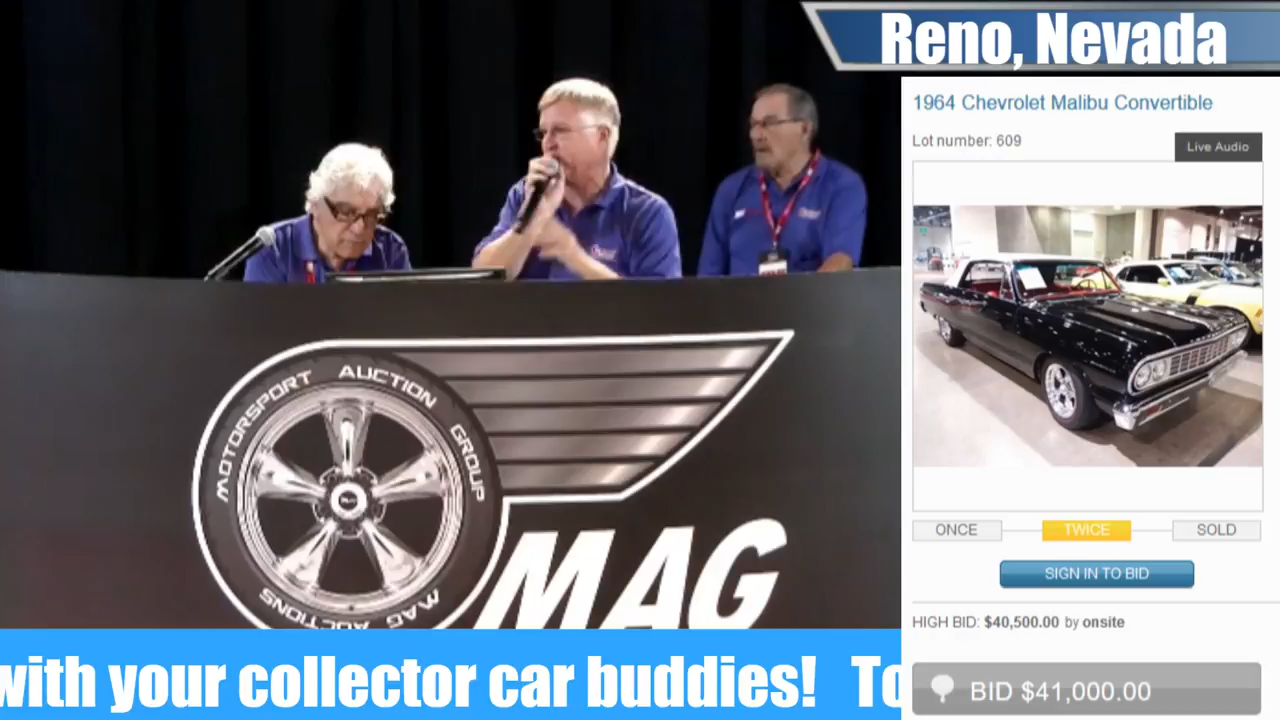 Reno, Nevada
1964 Chevrolet Malibu Convertible
Lot number: 609
Live Audio
MOTORSPORT AUCTION GROUP
MAG AUCTIONS
MAG
ONCE
TWICE
SOLD
SIGN IN TO BID
HIGH BID: $40,500.00 by onsite
BID $41,000.00
with your collector car buddies! To